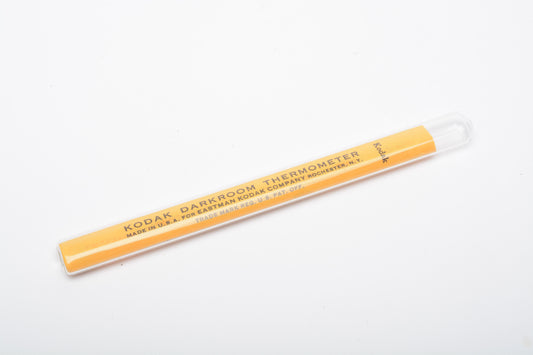 KODAK DARKROOM THERMOMETER
MADE IN U.S.A. FOR EASTMAN KODAK COMPANY ROCHESTER, N.Y.
TRADE MARK REG. U.S. PAT. OFF.
Kodak